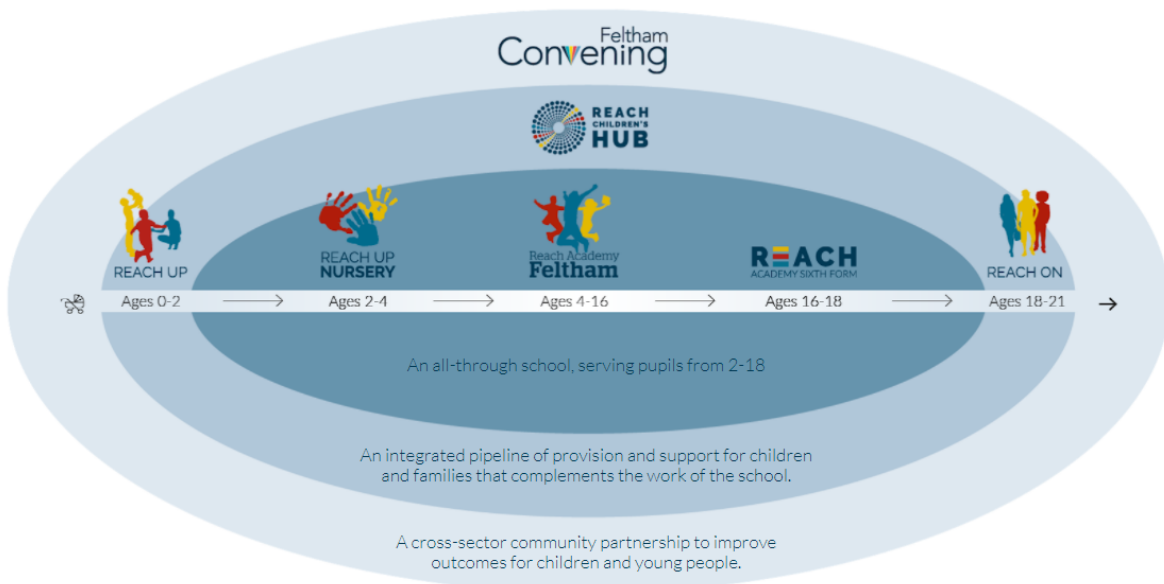 Feltham
Convening
REACH
CHILDREN'S
HUB
REACH UP
REACH UP
NURSERY
Reach Academy
Feltham
REACH
ACADEMY SIXTH FORM
REACH ON
Ages 0-2
Ages 2-4
Ages 4-16
Ages 16-18
Ages 18-21
An all-through school, serving pupils from 2-18
An integrated pipeline of provision and support for children
and families that complements the work of the school.
A cross-sector community partnership to improve
outcomes for children and young people.